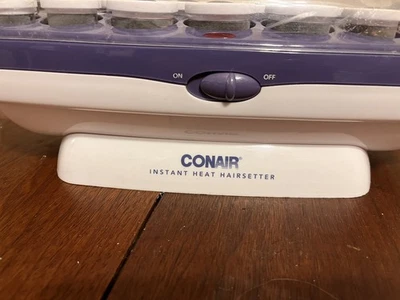 ON OFF
CONAIR
INSTANT HEAT HAIRSETTER